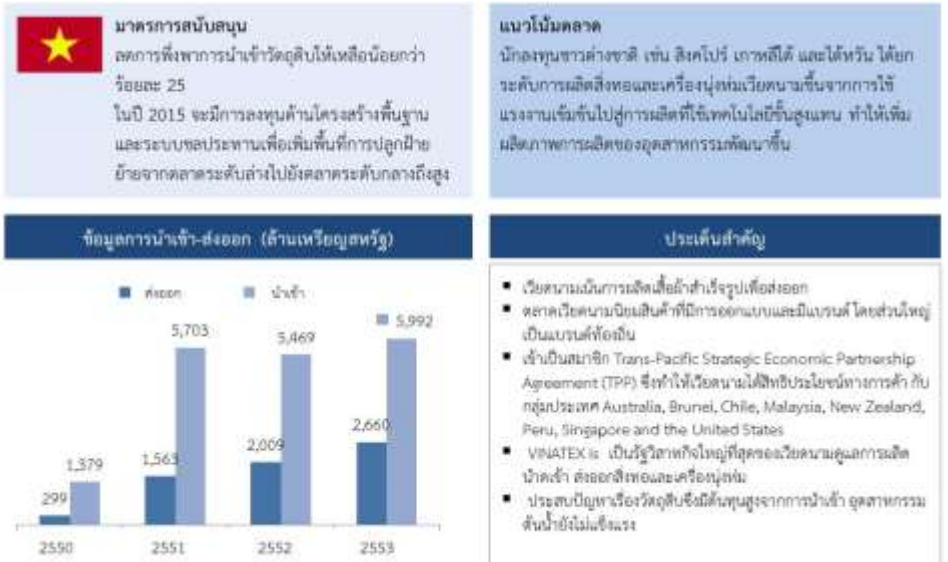 มาตรการสนับสนุน
ลดการพึ่งพาการนำเข้าวัตถุดิบให้เหลือน้อยกว่า
ร้อยละ 25
ในปี 2015 จะมีการลงทุนด้านโครงสร้างพื้นฐาน
และระบบชลประทานเพื่อเพิ่มพื้นที่การปลูกฝ้าย
ย้ายจากตลาดระดับล่างไปยังตลาดระดับกลางถึงสูง
แนวโน้มตลาด
นักลงทุนชาวต่างชาติ เช่น สิงคโปร์ เกาหลีใต้ และไต้หวัน ได้ยก
ระดับการผลิตสิ่งทอและเครื่องนุ่งห่มเวียดนามขึ้นจากการใช้
แรงงานเข้มข้นไปสู่การผลิตที่ใช้เทคโนโลยีขั้นสูงแทน ทำให้เพิ่ม
ผลิตภาพการผลิตของอุตสาหกรรมพัฒนาขึ้น
ข้อมูลการนำเข้า-ส่งออก (ล้านเหรียญสหรัฐ)
ส่งออก นำเข้า
5,703
5,469
5,992
1,379
299
1,563
2,009
2,660
2550 2551 2552 2553
ประเด็นสำคัญ
▪ เวียดนามเน้นการผลิตเสื้อผ้าสำเร็จรูปเพื่อส่งออก
▪ ตลาดเวียดนามนิยมสินค้าที่มีการออกแบบและมีแบรนด์ โดยส่วนใหญ่
เป็นแบรนด์ท้องถิ่น
▪ เข้าเป็นสมาชิก Trans-Pacific Strategic Economic Partnership
Agreement (TPP) ซึ่งทำให้เวียดนามได้สิทธิประโยชน์ทางการค้า กับ
กลุ่มประเทศ Australia, Brunei, Chile, Malaysia, New Zealand,
Peru, Singapore and the United States
▪ VINATEX is เป็นรัฐวิสาหกิจใหญ่ที่สุดของเวียดนามดูแลการผลิต
นำเข้า ส่งออกสิ่งทอและเครื่องนุ่งห่ม
▪ ประสบปัญหาเรื่องวัตถุดิบซึ่งมีต้นทุนสูงจากการนำเข้า อุตสาหกรรม
ต้นน้ำยังไม่แข็งแรง